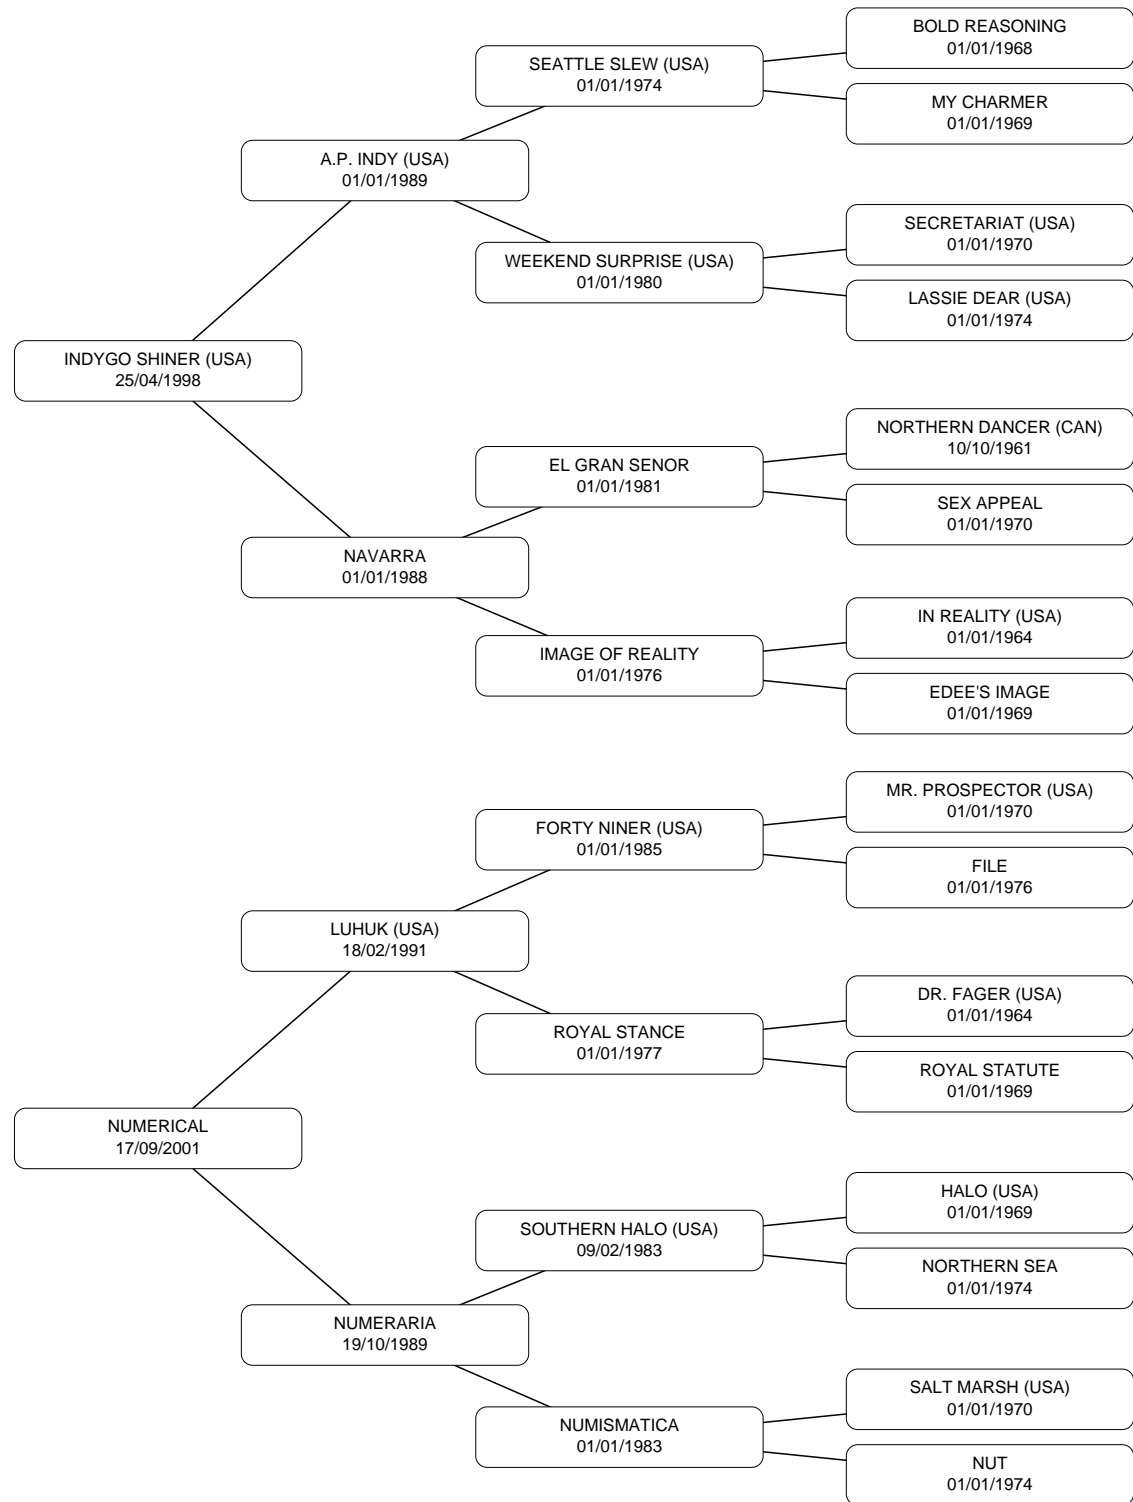 BOLD REASONING
01/01/1968
SEATTLE SLEW (USA)
01/01/1974
MY CHARMER
01/01/1969
A.P. INDY (USA)
01/01/1989
SECRETARIAT (USA)
01/01/1970
WEEKEND SURPRISE (USA)
01/01/1980
LASSIE DEAR (USA)
01/01/1974
INDYGO SHINER (USA)
25/04/1998
NORTHERN DANCER (CAN)
10/10/1961
EL GRAN SENOR
01/01/1981
SEX APPEAL
01/01/1970
NAVARRA
01/01/1988
IN REALITY (USA)
01/01/1964
IMAGE OF REALITY
01/01/1976
EDEE'S IMAGE
01/01/1969
MR. PROSPECTOR (USA)
01/01/1970
FORTY NINER (USA)
01/01/1985
FILE
01/01/1976
LUHUK (USA)
18/02/1991
DR. FAGER (USA)
01/01/1964
ROYAL STANCE
01/01/1977
ROYAL STATUTE
01/01/1969
NUMERICAL
17/09/2001
HALO (USA)
01/01/1969
SOUTHERN HALO (USA)
09/02/1983
NORTHERN SEA
01/01/1974
NUMERARIA
19/10/1989
SALT MARSH (USA)
01/01/1970
NUMISMATICA
01/01/1983
NUT
01/01/1974